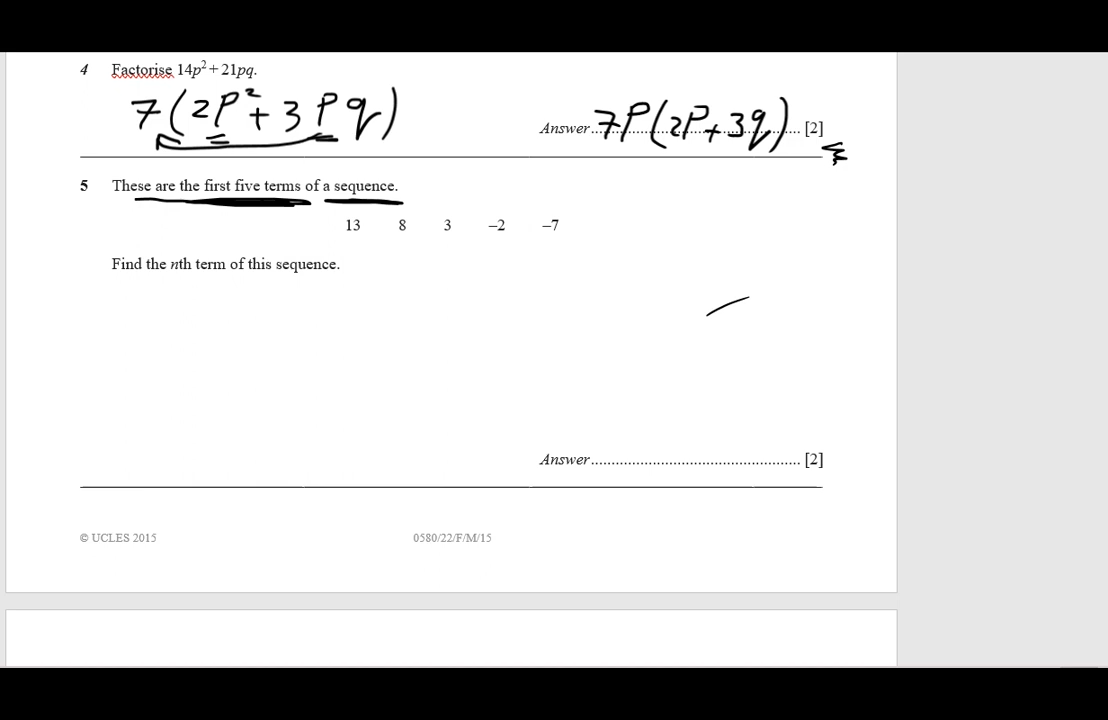 4 Factorise 14p² + 21pq.
7(2p² + 3pq)
Answer 7p(2p+3q) [2]
5 These are the first five terms of a sequence.
13 8 3 –2 –7
Find the nth term of this sequence.
Answer.................................................. [2]
© UCLES 2015 0580/22/F/M/15